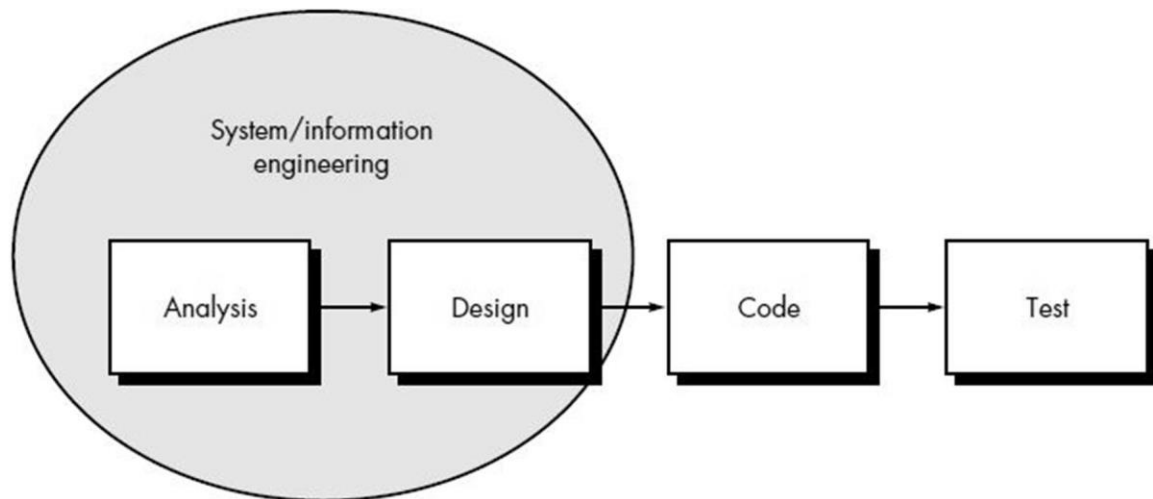 System/information
engineering
Analysis
Design
Code
Test